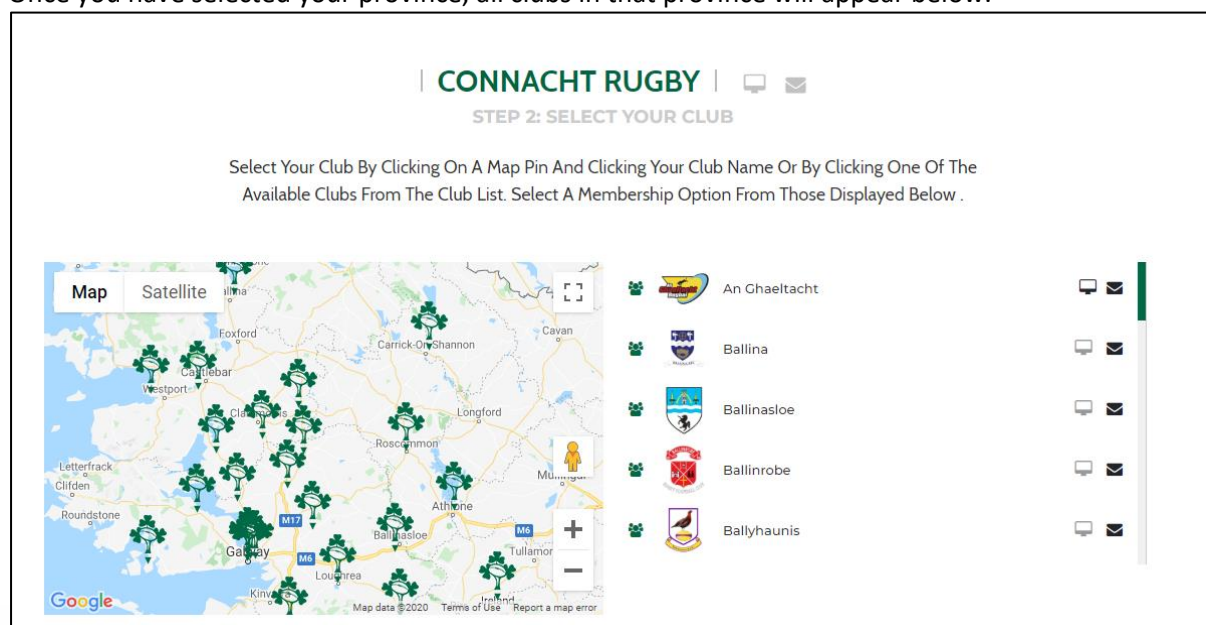 Once you have selected your province, all clubs in that province will appear below.
| CONNACHT RUGBY |
STEP 2: SELECT YOUR CLUB
Select Your Club By Clicking On A Map Pin And Clicking Your Club Name Or By Clicking One Of The
Available Clubs From The Club List. Select A Membership Option From Those Displayed Below .
Map Satellite
Foxford
Cavan
Carrick-On-Shannon
Castlebar
Westport
Longford
Roscommon
Letterfrack
Clifden
Roundstone
Athlone
M17
M6
Ballinasloe
Galway
M6
Loughrea
Google
Map data ©2020 Terms of Use Report a map error
An Ghaeltacht
Ballina
Ballinasloe
Ballinrobe
Ballyhaunis